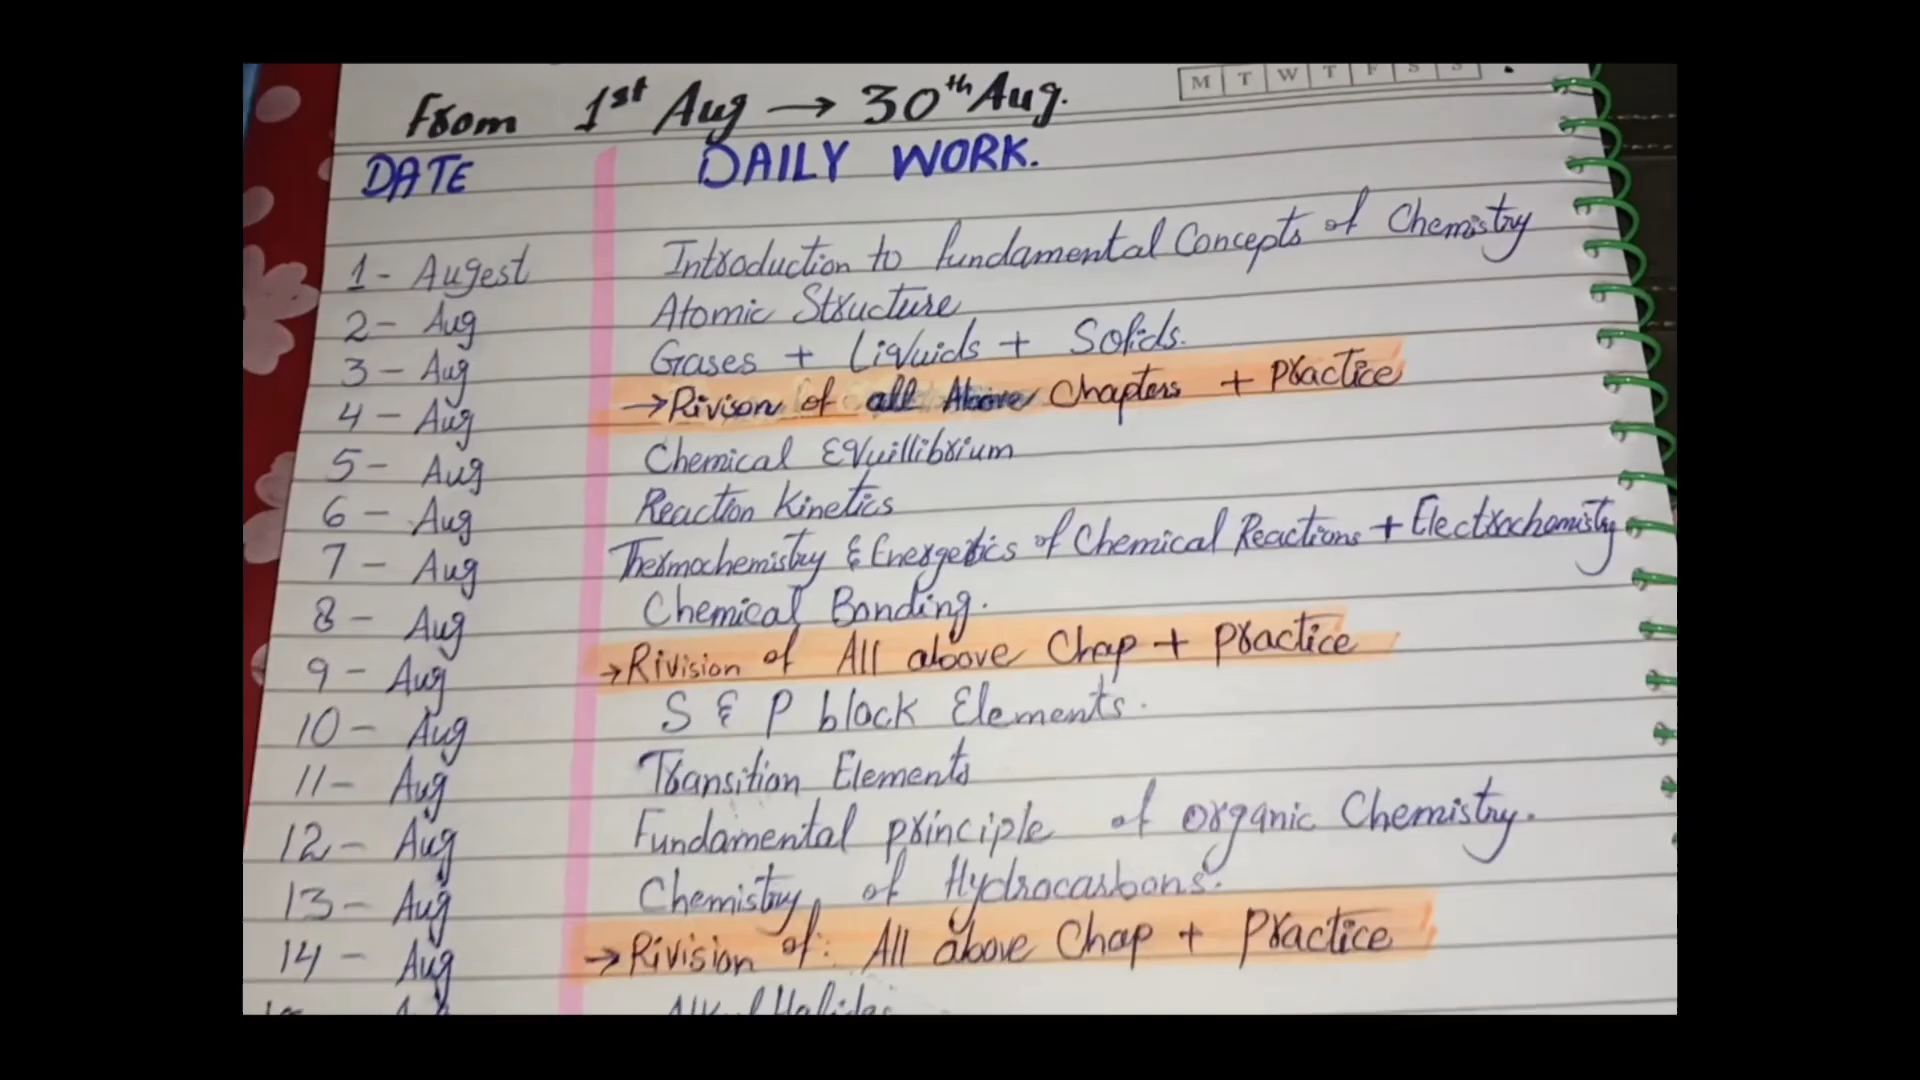 M T W T F S S
From 1st Aug → 30th Aug.
DATE DAILY WORK.
1- Augest Introduction to fundamental Concepts of Chemistry
2- Aug Atomic Structure
3- Aug Gases + Liquids + Solids.
4- Aug → Rivison of all Above Chapters + Practice
5- Aug Chemical Equillibrium
6- Aug Reaction Kinetics
7- Aug Thermochemistry & Energetics of Chemical Reactions + Electrochemistry
8- Aug Chemical Bonding.
9- Aug → Rivision of All above Chap + practice
10- Aug S & P block Elements.
11- Aug Transition Elements
12- Aug Fundamental principle of organic Chemistry.
13- Aug Chemistry of Hydrocarbons.
14- Aug → Rivision of: All above Chap + Practice